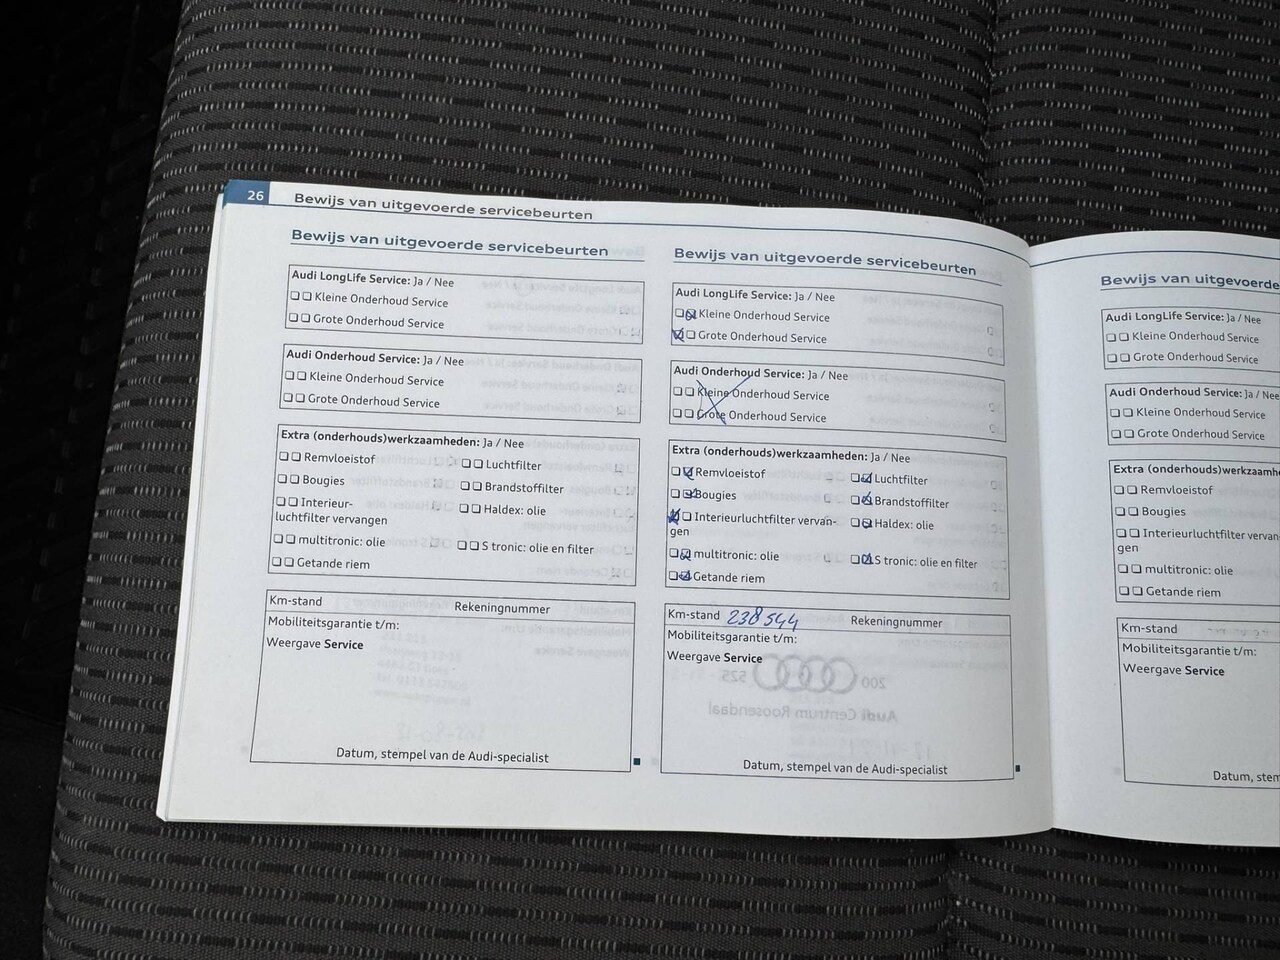 26 Bewijs van uitgevoerde servicebeurten
Bewijs van uitgevoerde servicebeurten
Audi LongLife Service: Ja / Nee
Kleine Onderhoud Service
Grote Onderhoud Service
Audi Onderhoud Service: Ja / Nee
Kleine Onderhoud Service
Grote Onderhoud Service
Extra (onderhouds)werkzaamheden: Ja / Nee
Remvloeistof Luchtfilter
Bougies Brandstoffilter
Interieur- Haldex: olie
luchtfilter vervangen
multitronic: olie S tronic: olie en filter
Getande riem
Km-stand Rekeningnummer
Mobiliteitsgarantie t/m:
Weergave Service
Datum, stempel van de Audi-specialist
Bewijs van uitgevoerde servicebeurten
Audi LongLife Service: Ja / Nee
Kleine Onderhoud Service
Grote Onderhoud Service
Audi Onderhoud Service: Ja / Nee
Kleine Onderhoud Service
Grote Onderhoud Service
Extra (onderhouds)werkzaamheden: Ja / Nee
Remvloeistof Luchtfilter
Bougies Brandstoffilter
Interieurluchtfilter vervan- Haldex: olie
gen
multitronic: olie S tronic: olie en filter
Getande riem
Km-stand 238544 Rekeningnummer
Mobiliteitsgarantie t/m:
Weergave Service
Datum, stempel van de Audi-specialist
Bewijs van uitgevoerde service
Audi LongLife Service: Ja / Nee
Kleine Onderhoud Service
Grote Onderhoud Service
Audi Onderhoud Service: Ja / Nee
Kleine Onderhoud Service
Grote Onderhoud Service
Extra (onderhouds)werkzaamh
Remvloeistof
Bougies
Interieurluchtfilter vervan
gen
multitronic: olie
Getande riem
Km-stand
Mobiliteitsgarantie t/m:
Weergave Service
Datum, stem